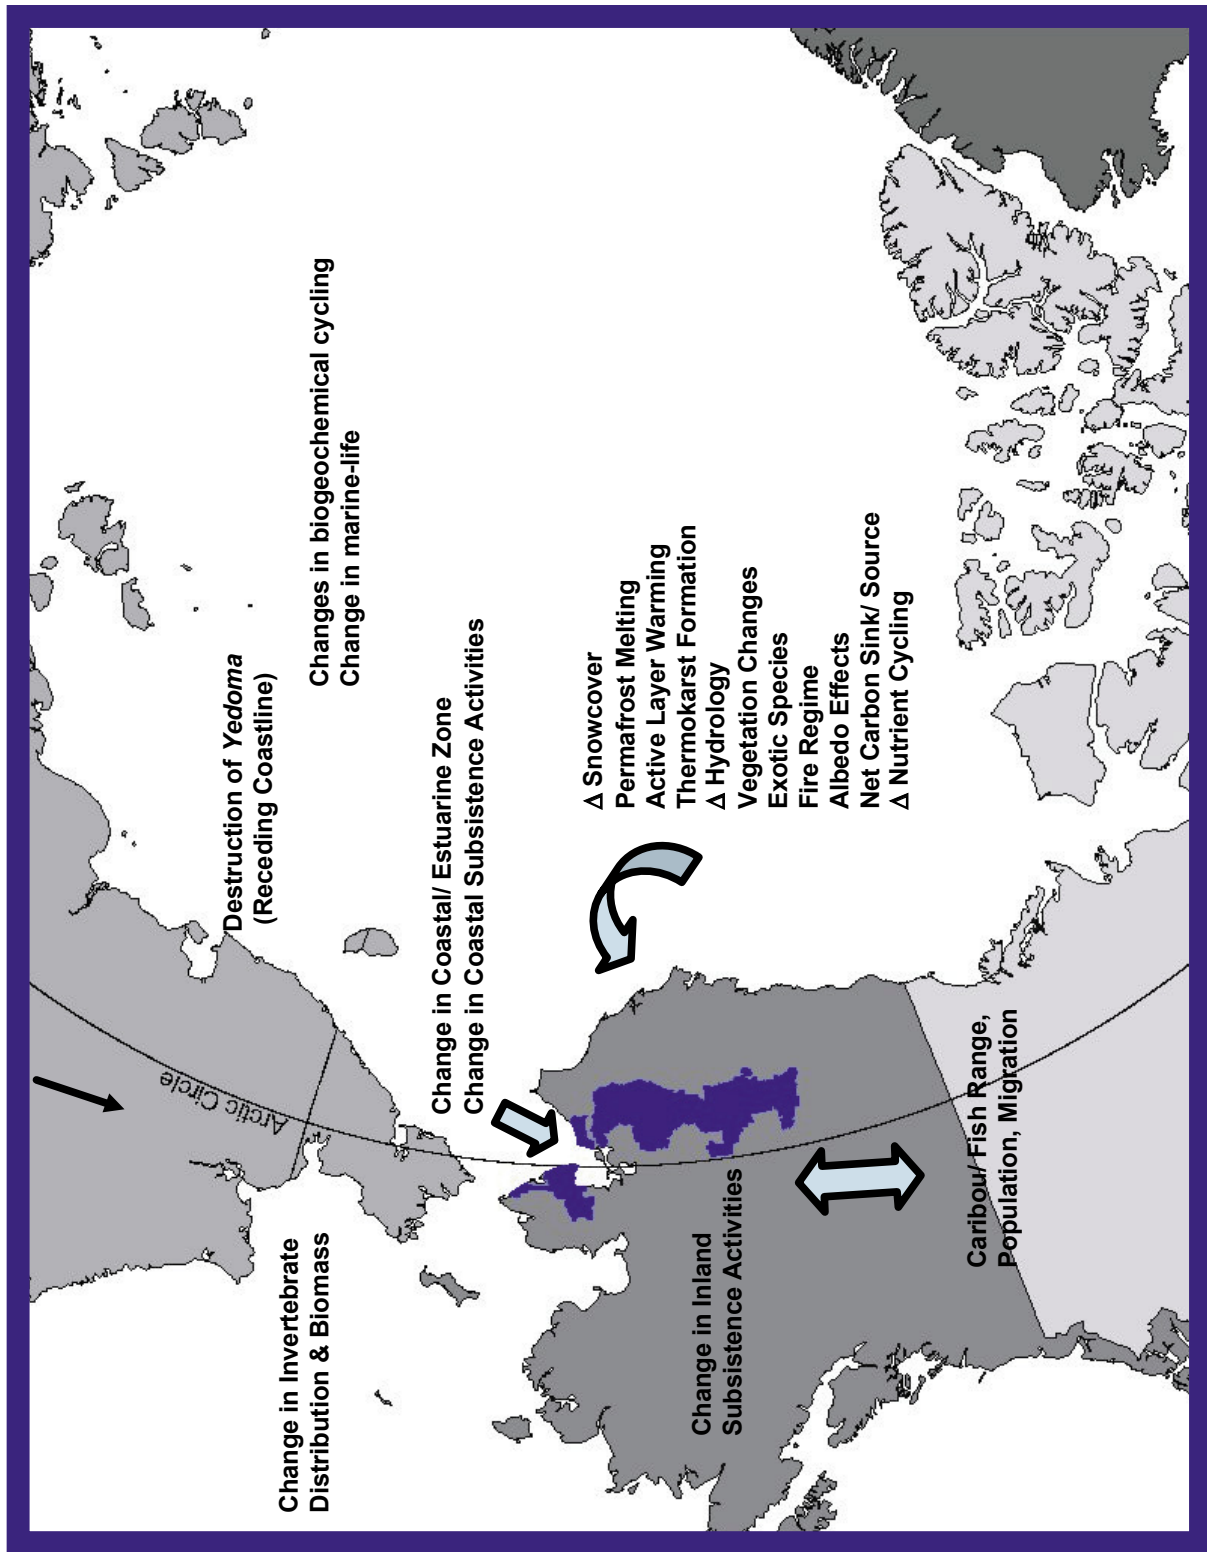 Change in Invertebrate
Distribution & Biomass
Destruction of Yedoma
(Receding Coastline)
Changes in biogeochemical cycling
Change in marine-life
Arctic Circle
Change in Coastal/ Estuarine Zone
Change in Coastal Subsistence Activities
Δ Snowcover
Permafrost Melting
Active Layer Warming
Thermokarst Formation
Δ Hydrology
Vegetation Changes
Exotic Species
Fire Regime
Albedo Effects
Net Carbon Sink/ Source
Δ Nutrient Cycling
Change in Inland
Subsistence Activities
Caribou/ Fish Range,
Population, Migration